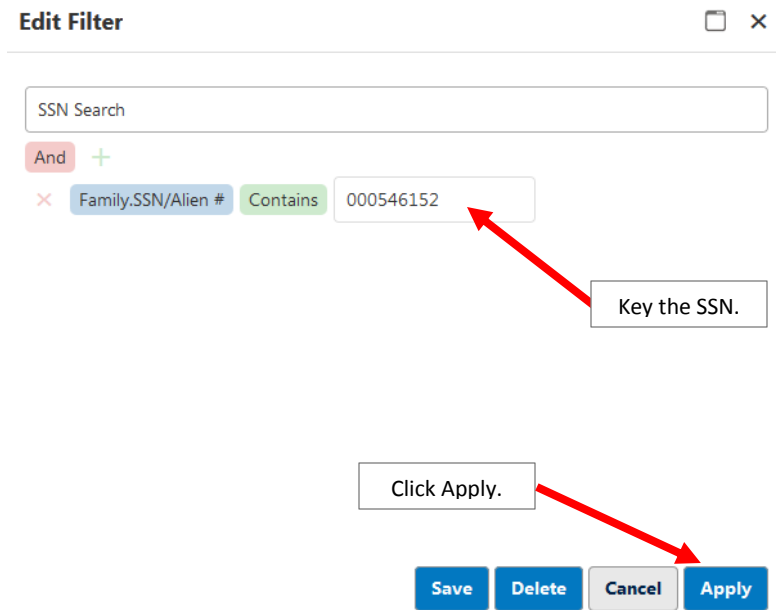 Edit Filter
SSN Search
And
Family.SSN/Alien # Contains 000546152
Key the SSN.
Click Apply.
Save Delete Cancel Apply